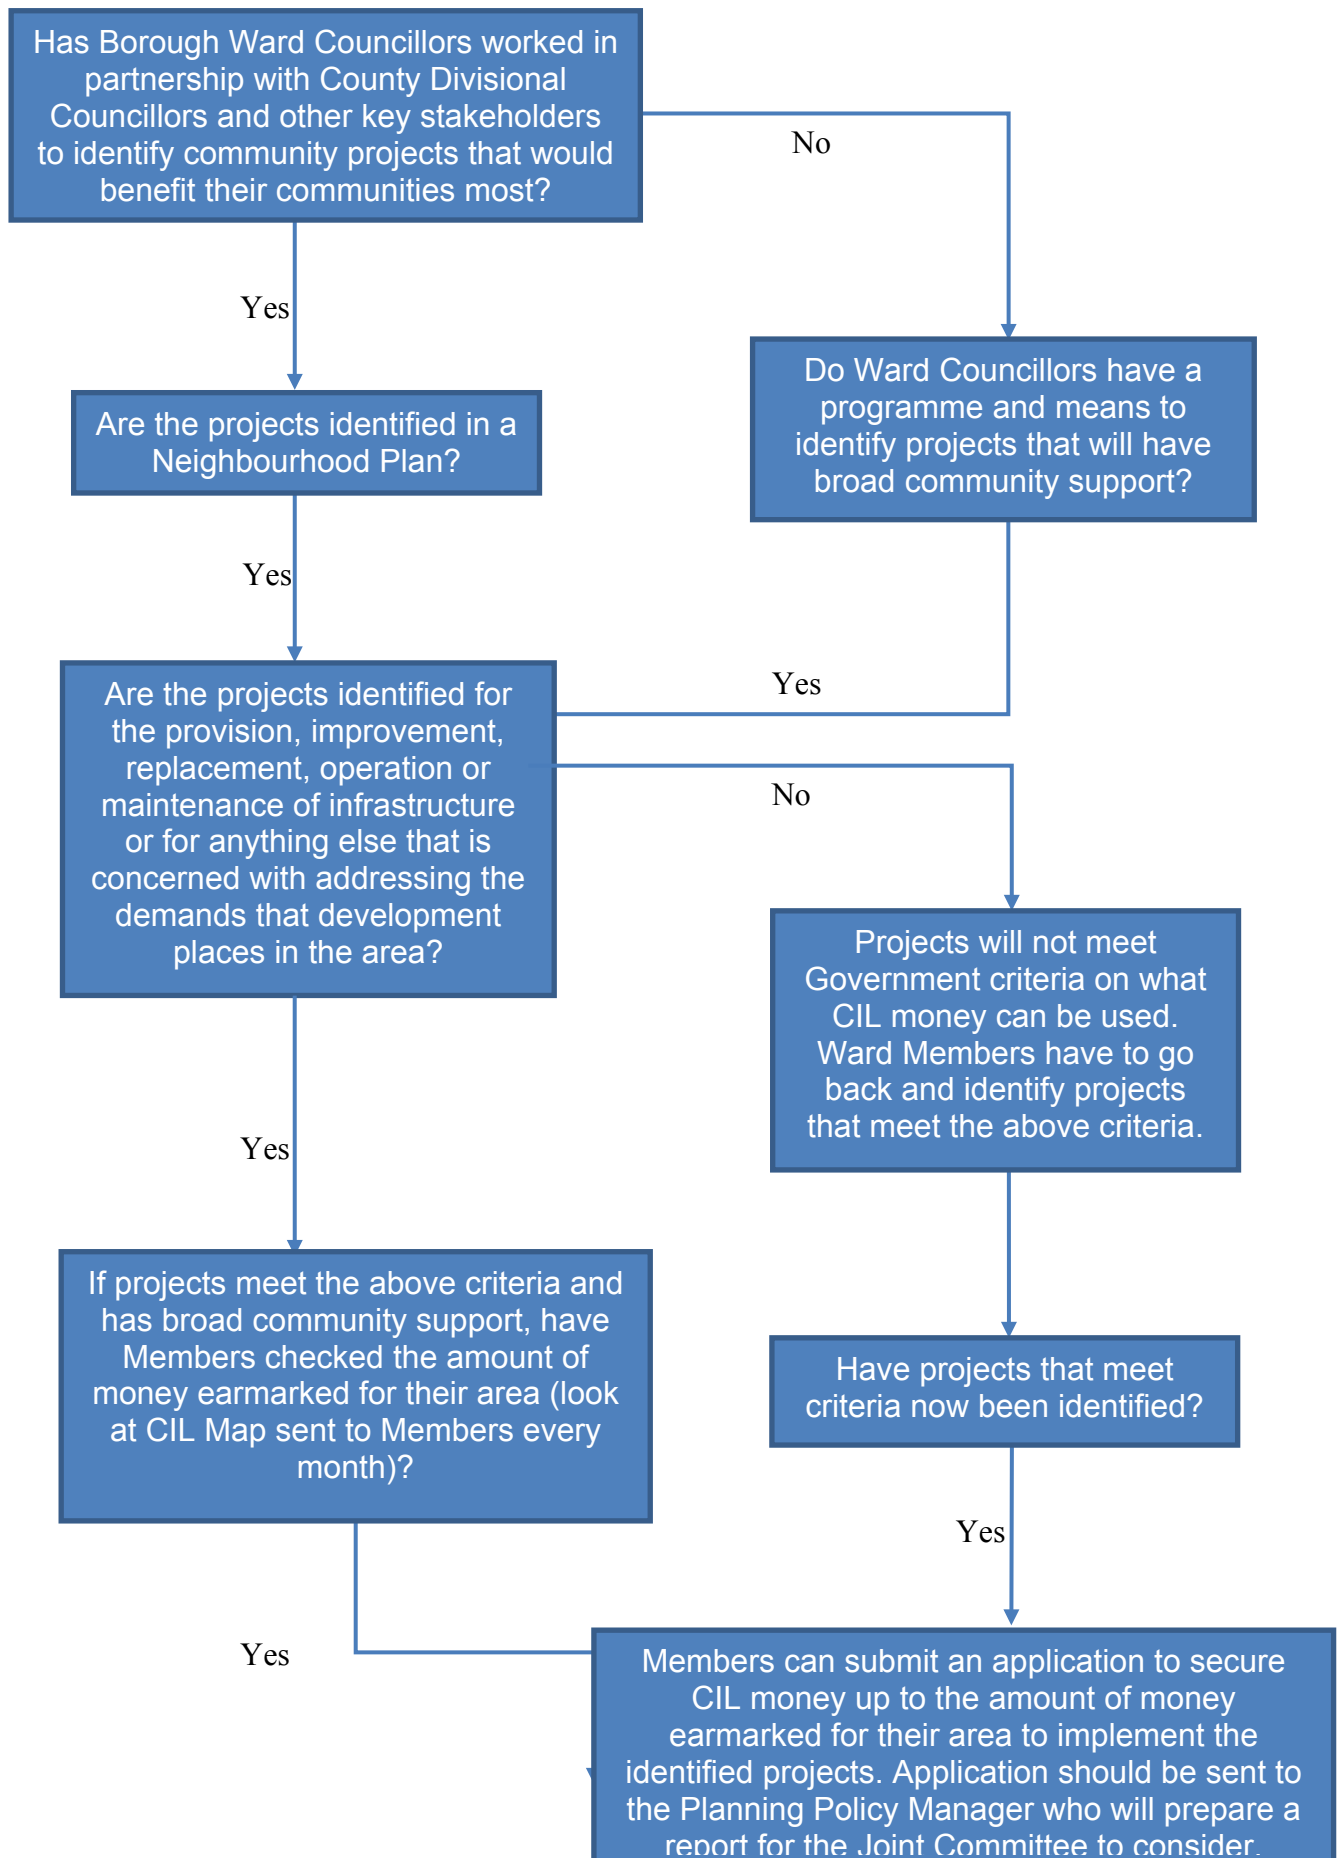 Has Borough Ward Councillors worked in
partnership with County Divisional
Councillors and other key stakeholders
to identify community projects that would
benefit their communities most?
No
Yes
Do Ward Councillors have a
programme and means to
identify projects that will have
broad community support?
Are the projects identified in a
Neighbourhood Plan?
Yes
Yes
Are the projects identified for
the provision, improvement,
replacement, operation or
maintenance of infrastructure
or for anything else that is
concerned with addressing the
demands that development
places in the area?
No
Projects will not meet
Government criteria on what
CIL money can be used.
Ward Members have to go
back and identify projects
that meet the above criteria.
Yes
If projects meet the above criteria and
has broad community support, have
Members checked the amount of
money earmarked for their area (look
at CIL Map sent to Members every
month)?
Have projects that meet
criteria now been identified?
Yes
Yes
Members can submit an application to secure
CIL money up to the amount of money
earmarked for their area to implement the
identified projects. Application should be sent to
the Planning Policy Manager who will prepare a
report for the Joint Committee to consider.